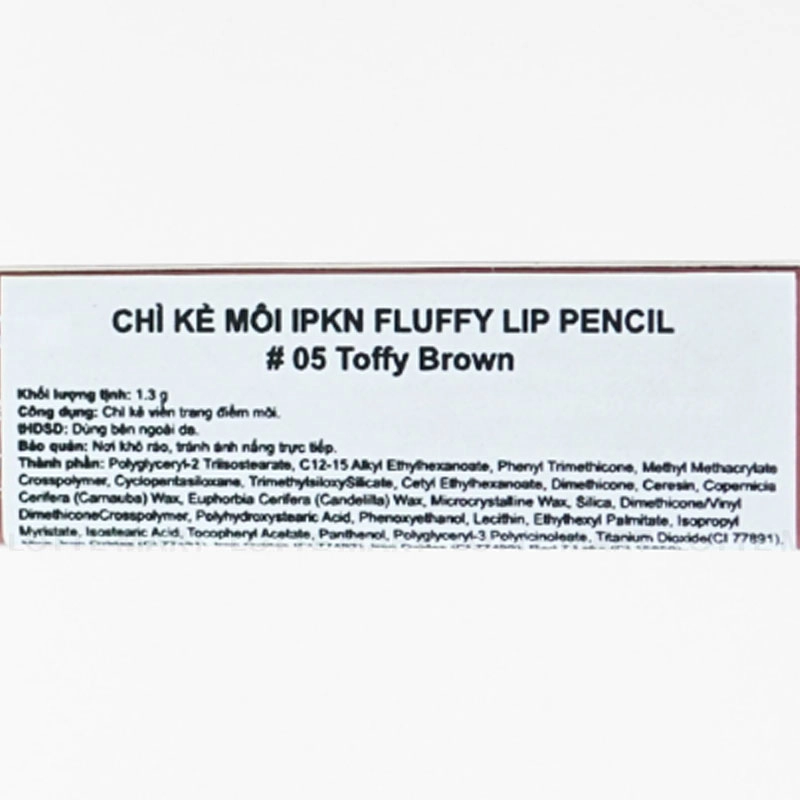 CHÌ KẺ MÔI IPKN FLUFFY LIP PENCIL
# 05 Toffy Brown
Khối lượng tịnh: 1.3 g
Công dụng: Chì kẻ viền trang điểm môi.
HDSD: Dùng bên ngoài da.
Bảo quản: Nơi khô ráo, tránh ánh nắng trực tiếp.
Thành phần: Polyglyceryl-2 Triisostearate, C12-15 Alkyl Ethylhexanoate, Phenyl Trimethicone, Methyl Methacrylate
Crosspolymer, Cyclopentasiloxane, TrimethylsiloxySilicate, Cetyl Ethylhexanoate, Dimethicone, Ceresin, Copernicia
Cerifera (Carnauba) Wax, Euphorbia Cerifera (Candelilla) Wax, Microcrystalline Wax, Silica, Dimethicone/Vinyl
DimethiconeCrosspolymer, Polyhydroxystearic Acid, Phenoxyethanol, Lecithin, Ethylhexyl Palmitate, Isopropyl
Myristate, Isostearic Acid, Tocopheryl Acetate, Panthenol, Polyglyceryl-3 Polyricinoleate, Titanium Dioxide(CI 77891),